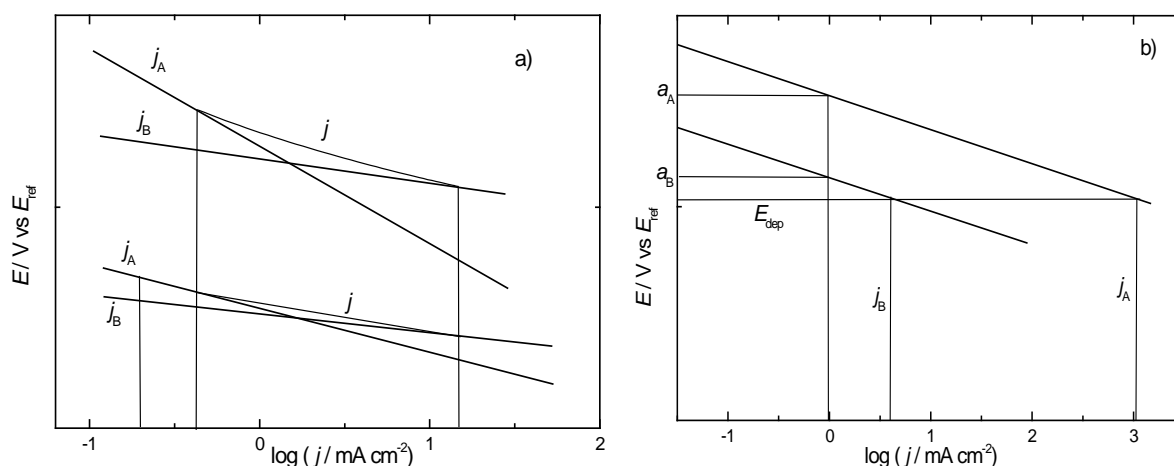 a)
j_A
j_B
j
j_A
j_B
j
E / V vs E_ref
-1
0
1
2
log ( j / mA cm⁻²)
b)
a_A
a_B
E_dep
j_B
j_A
E / V vs E_ref
-1
0
1
2
3
log ( j / mA cm⁻²)